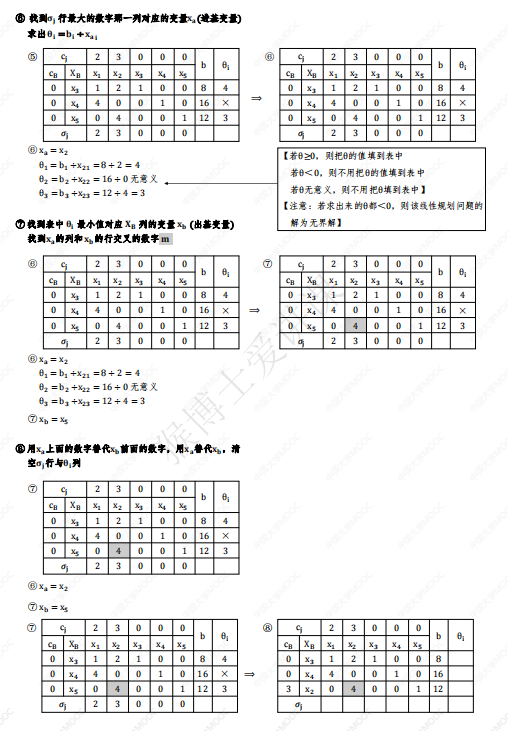 ⑥ 找到σj 行最大的数字那一列对应的变量xa(进基变量)
求出θi=bi÷xai
⑤ cj 2 3 0 0 0 b θi
cB XB x1 x2 x3 x4 x5
0 x3 1 2 1 0 0 8 4
0 x4 4 0 0 1 0 16 ×
0 x5 0 4 0 0 1 12 3
σj 2 3 0 0 0
⇒
⑥ cj 2 3 0 0 0 b θi
cB XB x1 x2 x3 x4 x5
0 x3 1 2 1 0 0 8 4
0 x4 4 0 0 1 0 16 ×
0 x5 0 4 0 0 1 12 3
σj 2 3 0 0 0
⑥ xa = x2
θ1 = b1 ÷ x21 = 8 ÷ 2 = 4
θ2 = b2 ÷ x22 = 16 ÷ 0 无意义
θ3 = b3 ÷ x23 = 12 ÷ 4 = 3
【若θ≥0，则把θ的值填到表中
若θ＜0，则不用把θ的值填到表中
若θ无意义，则不用把θ填到表中】
【注意：若求出来的θ都＜0，则该线性规划问题的
解为无界解】
⑦ 找到表中 θi 最小值对应 XB 列的变量 xb (出基变量)
找到xa的列和xb的行交叉的数字m
⑥ cj 2 3 0 0 0 b θi
cB XB x1 x2 x3 x4 x5
0 x3 1 2 1 0 0 8 4
0 x4 4 0 0 1 0 16 ×
0 x5 0 4 0 0 1 12 3
σj 2 3 0 0 0
⇒
⑦ cj 2 3 0 0 0 b θi
cB XB x1 x2 x3 x4 x5
0 x3 1 2 1 0 0 8 4
0 x4 4 0 0 1 0 16 ×
0 x5 0 4 0 0 1 12 3
σj 2 3 0 0 0
⑥ xa = x2
θ1 = b1 ÷ x21 = 8 ÷ 2 = 4
θ2 = b2 ÷ x22 = 16 ÷ 0 无意义
θ3 = b3 ÷ x23 = 12 ÷ 4 = 3
⑦ xb = x5
⑧ 用xa上面的数字替代xb前面的数字，用xa替代xb，清
空σj行与θi列
⑦ cj 2 3 0 0 0 b θi
cB XB x1 x2 x3 x4 x5
0 x3 1 2 1 0 0 8 4
0 x4 4 0 0 1 0 16 ×
0 x5 0 4 0 0 1 12 3
σj 2 3 0 0 0
⑥ xa = x2
⑦ xb = x5
⑦ cj 2 3 0 0 0 b θi
cB XB x1 x2 x3 x4 x5
0 x3 1 2 1 0 0 8 4
0 x4 4 0 0 1 0 16 ×
0 x5 0 4 0 0 1 12 3
σj 2 3 0 0 0
⇒
⑧ cj 2 3 0 0 0 b θi
cB XB x1 x2 x3 x4 x5
0 x3 1 2 1 0 0 8
0 x4 4 0 0 1 0 16
3 x2 0 4 0 0 1 12
σj